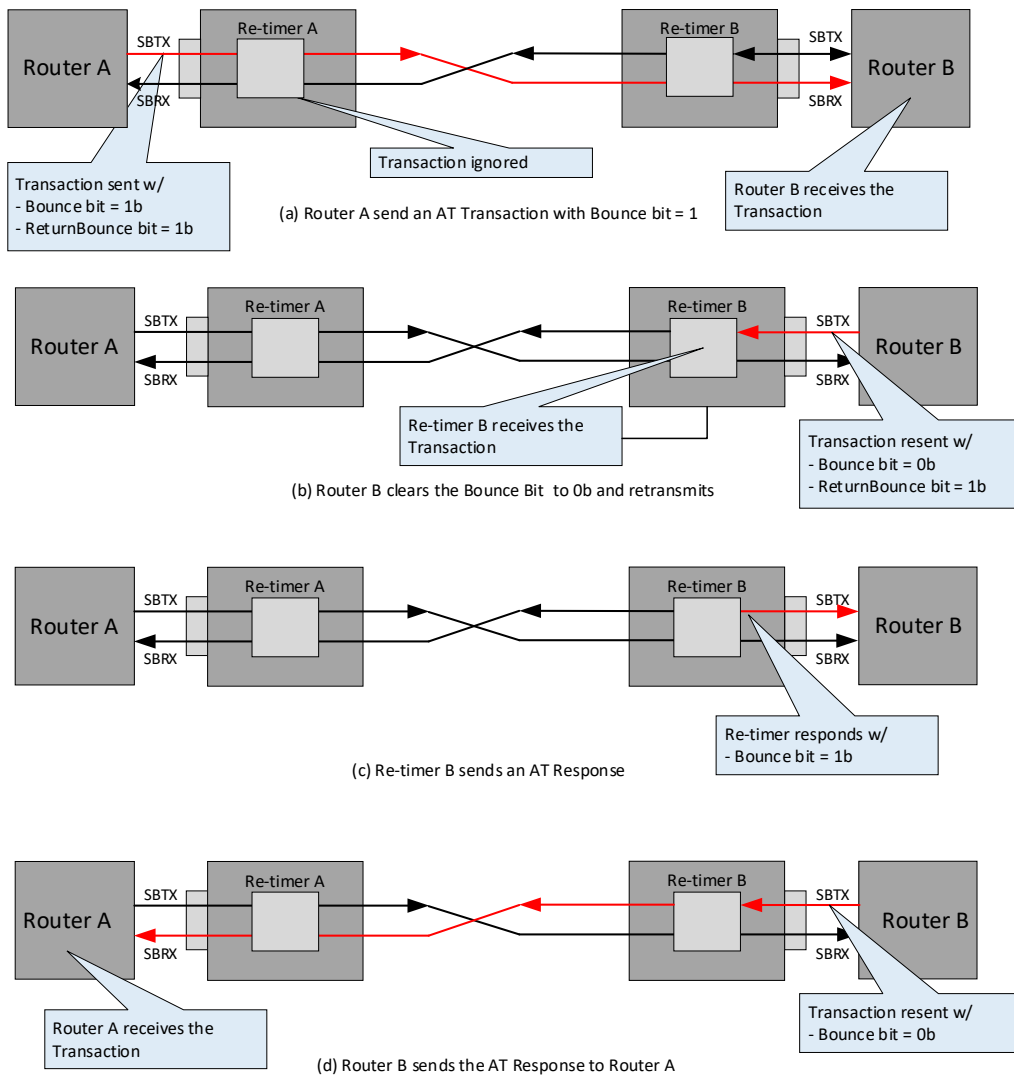 Re-timer A
Re-timer B
SBTX
SBTX
Router A
Router B
SBRX
SBRX
Transaction ignored
Transaction sent w/
- Bounce bit = 1b
- ReturnBounce bit = 1b
Router B receives the
Transaction
(a) Router A send an AT Transaction with Bounce bit = 1
Re-timer A
Re-timer B
SBTX
SBTX
Router A
Router B
SBRX
SBRX
Re-timer B receives the
Transaction
Transaction resent w/
- Bounce bit = 0b
- ReturnBounce bit = 1b
(b) Router B clears the Bounce Bit to 0b and retransmits
Re-timer A
Re-timer B
SBTX
SBTX
Router A
Router B
SBRX
SBRX
Re-timer responds w/
- Bounce bit = 1b
(c) Re-timer B sends an AT Response
Re-timer A
Re-timer B
SBTX
SBTX
Router A
Router B
SBRX
SBRX
Router A receives the
Transaction
Transaction resent w/
- Bounce bit = 0b
(d) Router B sends the AT Response to Router A